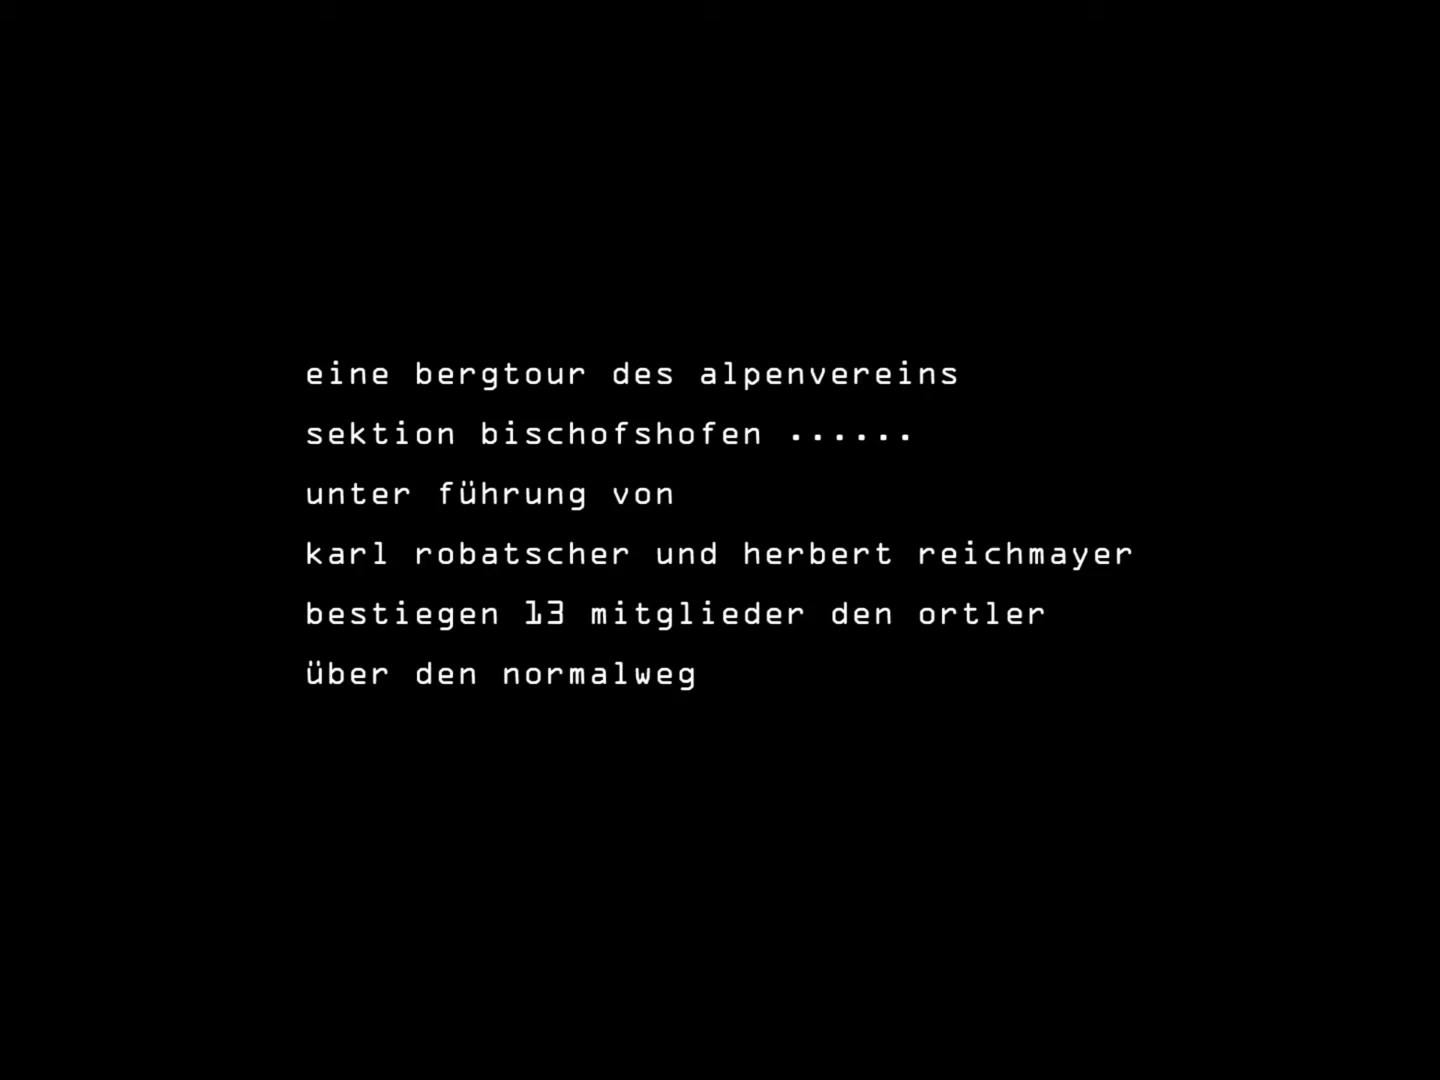 eine bergtour des alpenvereins
sektion bischofshofen ......
unter führung von
karl robatscher und herbert reichmayer
bestiegen 13 mitglieder den ortler
über den normalweg